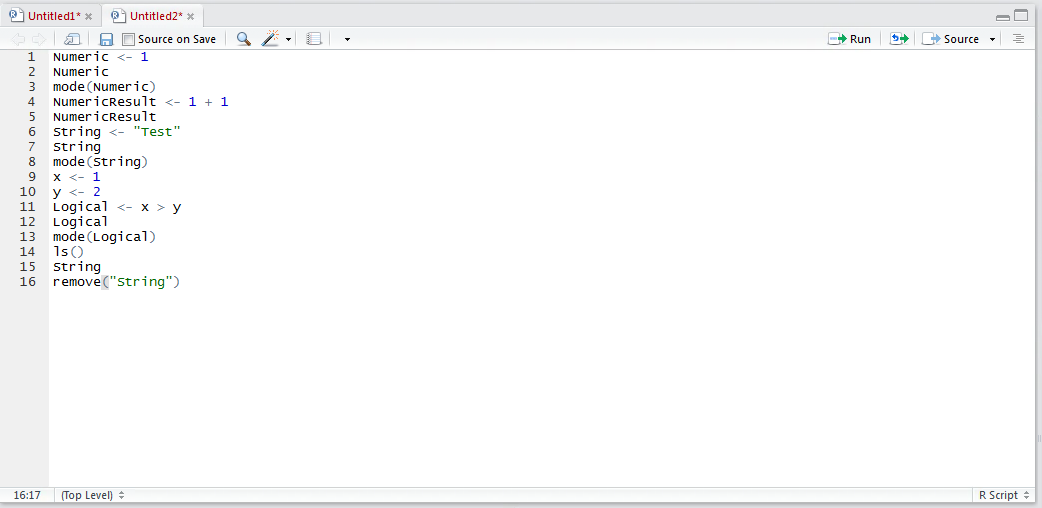 Untitled1* Untitled2*
Source on Save Run Source
1 Numeric <- 1
2 Numeric
3 mode(Numeric)
4 NumericResult <- 1 + 1
5 NumericResult
6 String <- "Test"
7 String
8 mode(String)
9 x <- 1
10 y <- 2
11 Logical <- x > y
12 Logical
13 mode(Logical)
14 ls()
15 String
16 remove("String")
16:17 (Top Level) R Script